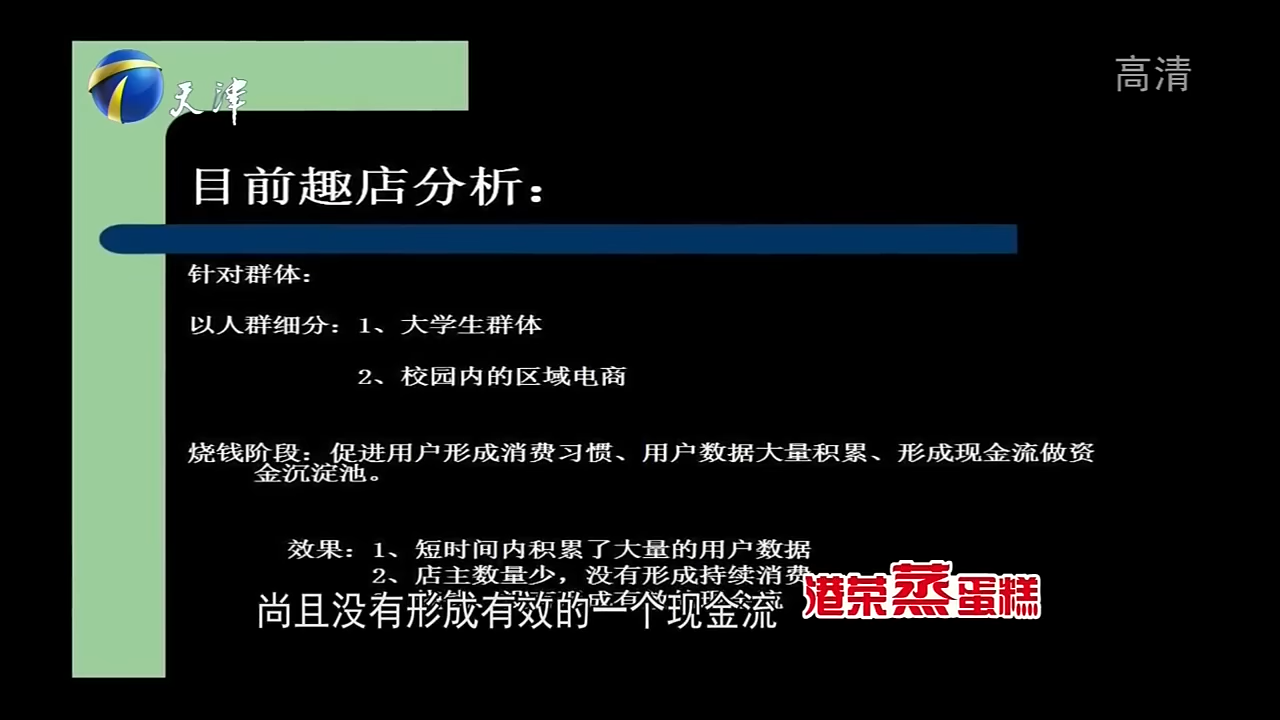 天津
高清
目前趣店分析：
针对群体：
以人群细分：1、大学生群体
2、校园内的区域电商
烧钱阶段：促进用户形成消费习惯、用户数据大量积累、形成现金流做资
金沉淀池。
效果：1、短时间内积累了大量的用户数据
2、店主数量少，没有形成持续消费
尚且没有形成有效的一个现金流
港荣蒸蛋糕